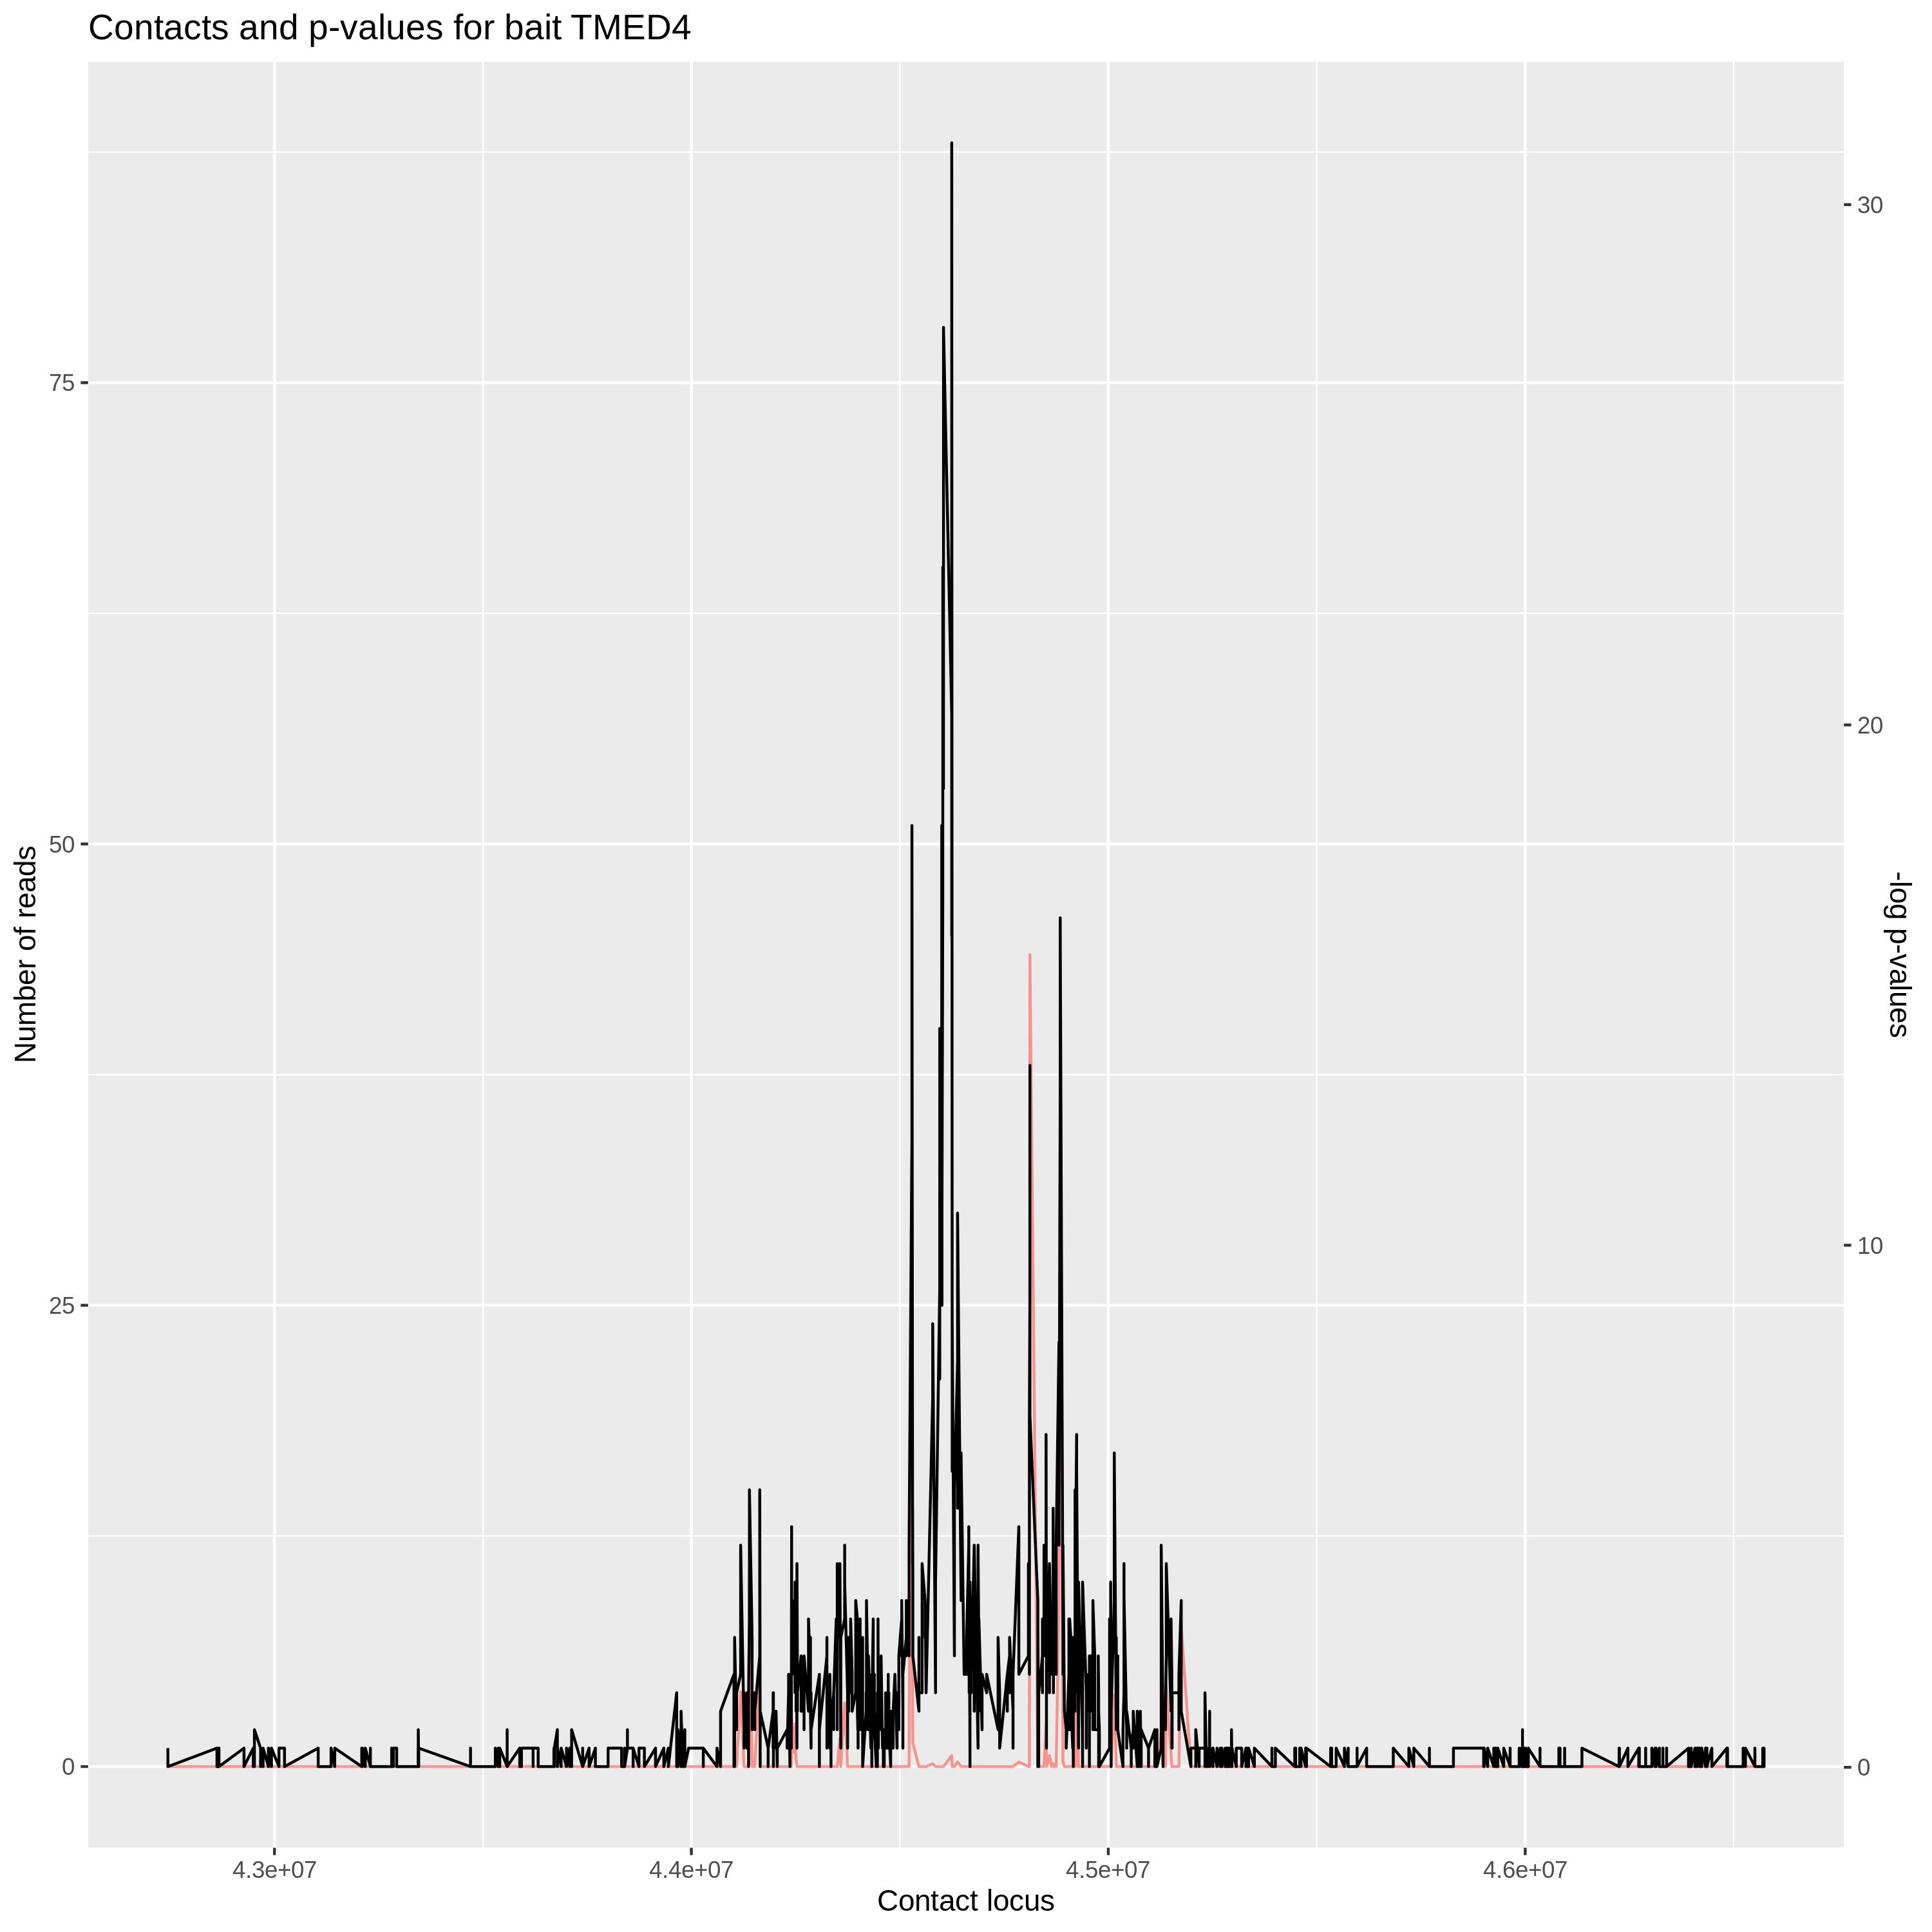 Contacts and p-values for bait TMED4
75
50
25
0
30
20
10
0
Number of reads
-log p-values
4.3e+07
4.4e+07
4.5e+07
4.6e+07
Contact locus